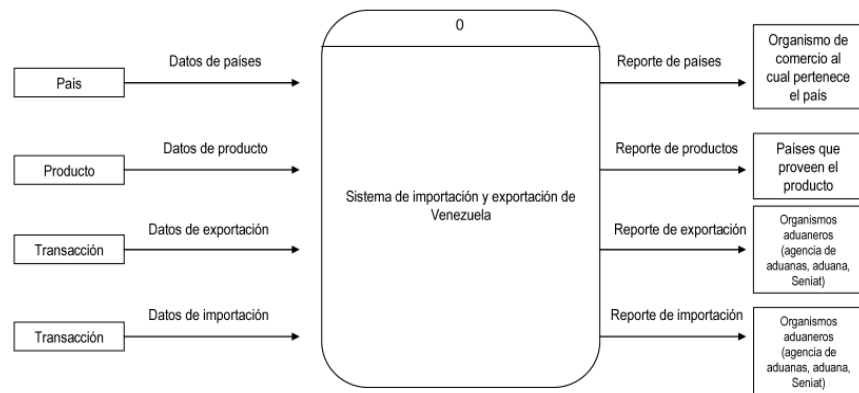 0
Datos de países
País
Reporte de países
Organismo de
comercio al
cual pertenece
el país
Datos de producto
Producto
Reporte de productos
Países que
proveen el
producto
Sistema de importación y exportación de
Venezuela
Datos de exportación
Transacción
Reporte de exportación
Organismos
aduaneros
(agencia de
aduanas, aduana,
Seniat)
Datos de importación
Transacción
Reporte de importación
Organismos
aduaneros
(agencia de
aduanas, aduana,
Seniat)